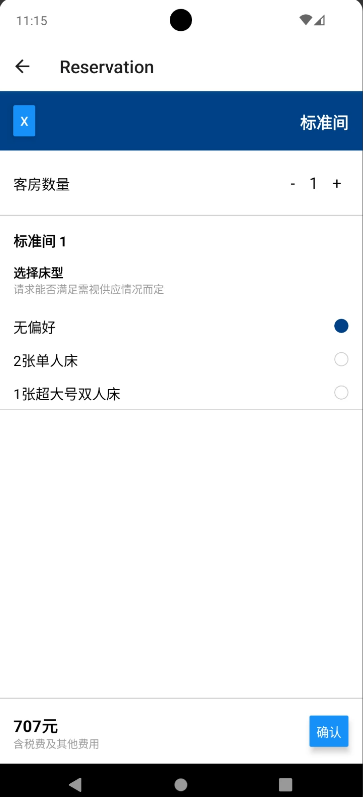 11:15
Reservation
X 标准间
客房数量 - 1 +
标准间 1
选择床型
请求能否满足需视供应情况而定
无偏好
2张单人床
1张超大号双人床
707元
含税费及其他费用
确认